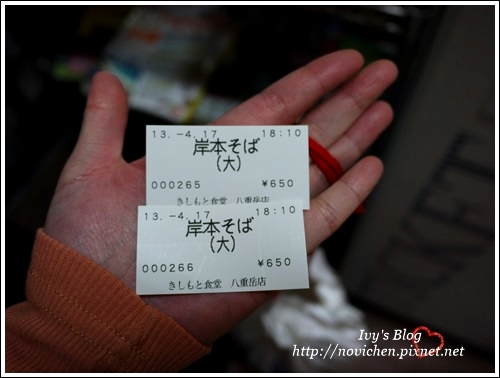 13.-4.17 18:10
岸本そば
(大)
000265 ¥650
きしもと食堂 八重岳店
13.-4.17 18:10
岸本そば
(大)
000266 ¥650
きしもと食堂 八重岳店
Ivy's Blog
http://novichen.pixnet.net